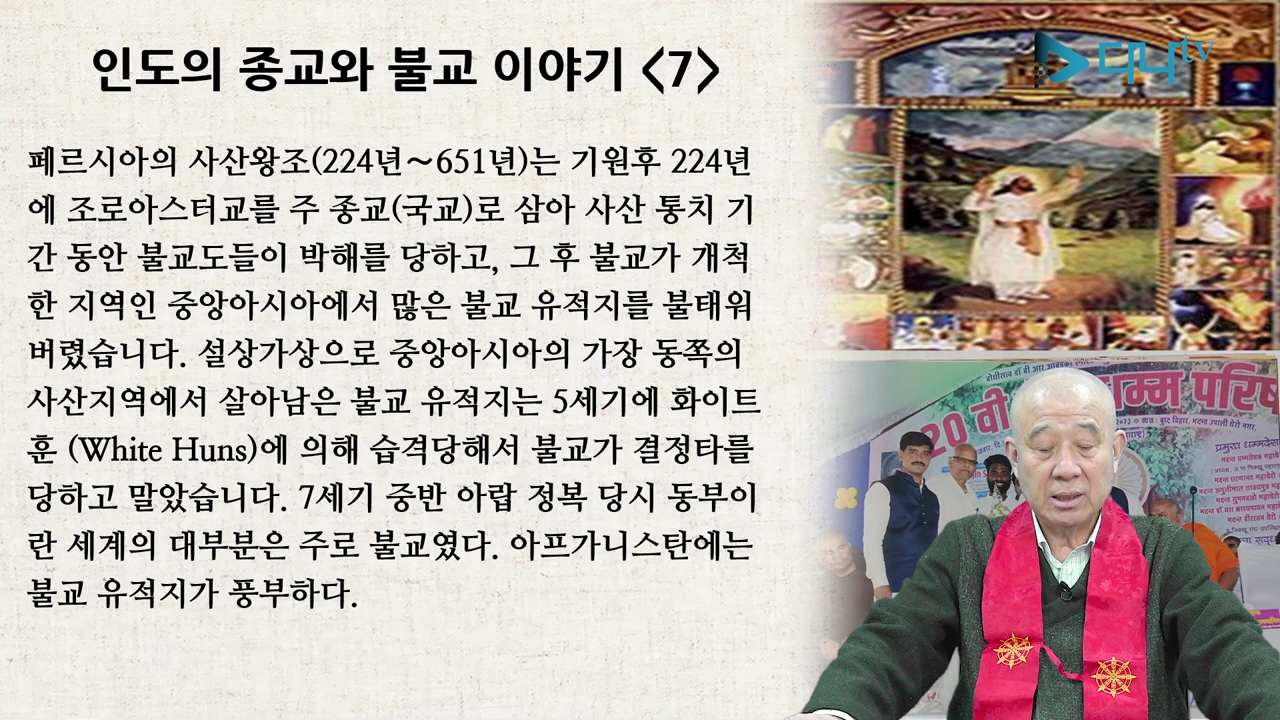 인도의 종교와 불교 이야기 〈7〉
다나tv
페르시아의 사산왕조(224년～651년)는 기원후 224년
에 조로아스터교를 주 종교(국교)로 삼아 사산 통치 기
간 동안 불교도들이 박해를 당하고, 그 후 불교가 개척
한 지역인 중앙아시아에서 많은 불교 유적지를 불태워
버렸습니다. 설상가상으로 중앙아시아의 가장 동쪽의
사산지역에서 살아남은 불교 유적지는 5세기에 화이트
훈 (White Huns)에 의해 습격당해서 불교가 결정타를
당하고 말았습니다. 7세기 중반 아랍 정복 당시 동부이
란 세계의 대부분은 주로 불교였다. 아프가니스탄에는
불교 유적지가 풍부하다.
20 वी
धम्म परिष
प्रमुख धम्मदेस